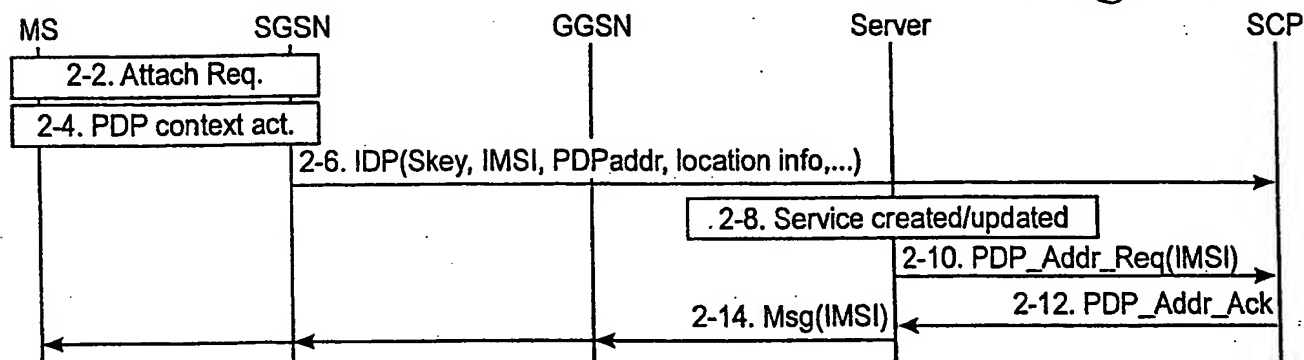 MS SGSN GGSN Server SCP
2-2. Attach Req.
2-4. PDP context act.
2-6. IDP(Skey, IMSI, PDPaddr, location info,...)
2-8. Service created/updated
2-10. PDP_Addr_Req(IMSI)
2-12. PDP_Addr_Ack
2-14. Msg(IMSI)